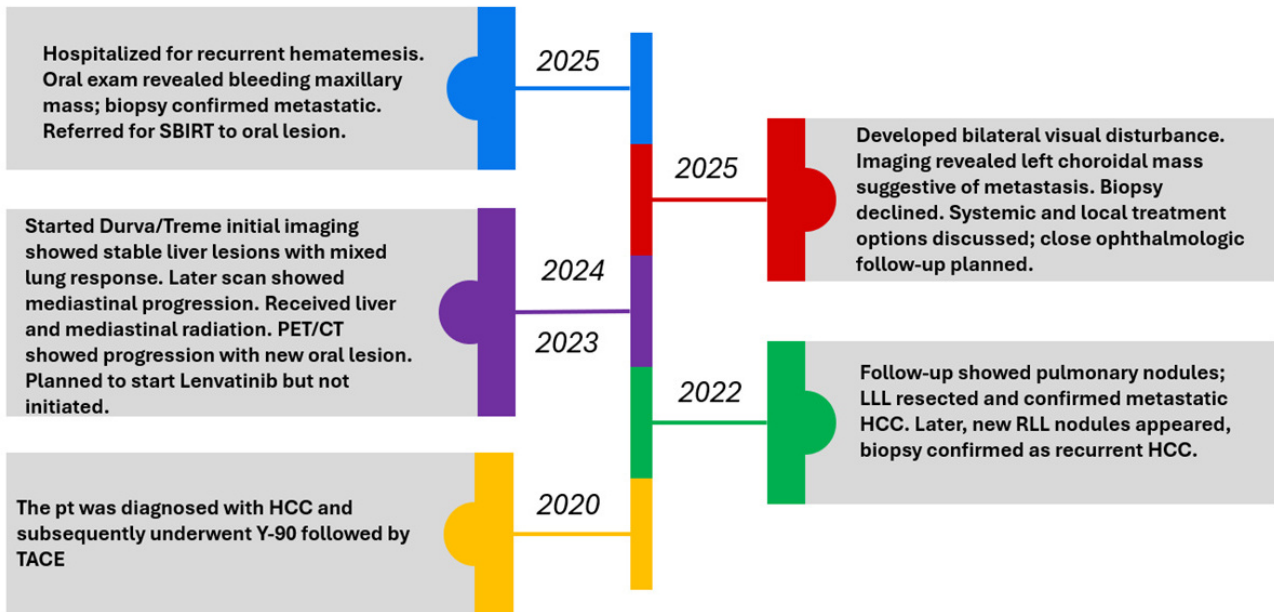 Hospitalized for recurrent hematemesis.
Oral exam revealed bleeding maxillary
mass; biopsy confirmed metastatic.
Referred for SBIRT to oral lesion.
2025
2025
Developed bilateral visual disturbance.
Imaging revealed left choroidal mass
suggestive of metastasis. Biopsy
declined. Systemic and local treatment
options discussed; close ophthalmologic
follow-up planned.
Started Durva/Treme initial imaging
showed stable liver lesions with mixed
lung response. Later scan showed
mediastinal progression. Received liver
and mediastinal radiation. PET/CT
showed progression with new oral lesion.
Planned to start Lenvatinib but not
initiated.
2024
2023
2022
Follow-up showed pulmonary nodules;
LLL resected and confirmed metastatic
HCC. Later, new RLL nodules appeared,
biopsy confirmed as recurrent HCC.
The pt was diagnosed with HCC and
subsequently underwent Y-90 followed by
TACE
2020